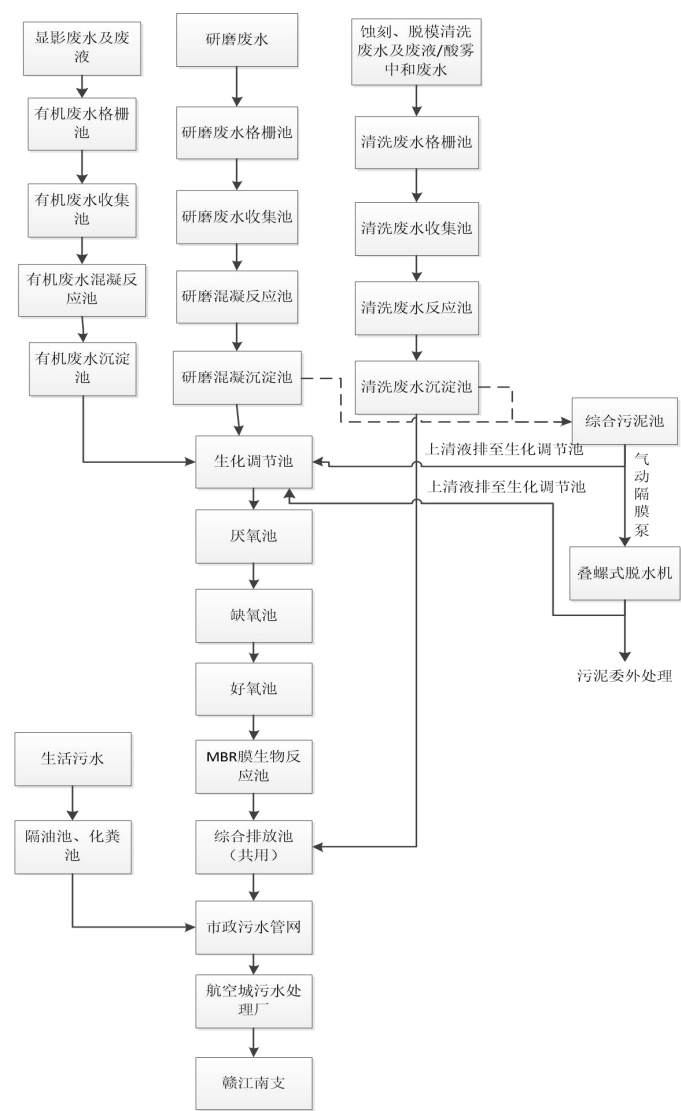 显影废水及废
液
有机废水格栅
池
有机废水收集
池
有机废水混凝反
应池
有机废水沉淀
池
研磨废水
研磨废水格栅池
研磨废水收集池
研磨混凝反应池
研磨混凝沉淀池
蚀刻、脱模清洗
废水及废液/酸雾
中和废水
清洗废水格栅池
清洗废水收集池
清洗废水反应池
清洗废水沉淀池
综合污泥池
上清液排至生化调节池
上清液排至生化调节池
气
动
隔
膜
泵
叠螺式脱水机
污泥委外处理
生化调节池
厌氧池
缺氧池
好氧池
MBR膜生物反
应池
综合排放池
（共用）
生活污水
隔油池、化粪
池
市政污水管网
航空城污水处
理厂
赣江南支